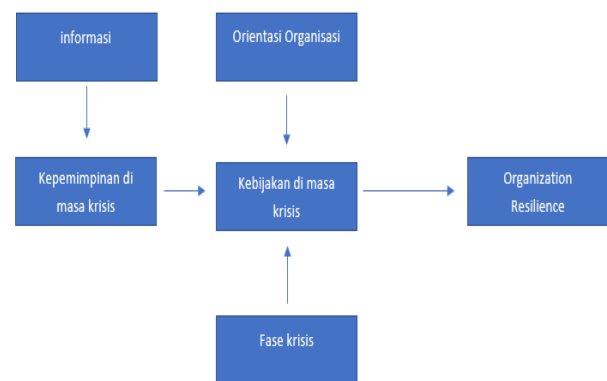 informasi
Orientasi Organisasi
Kepemimpinan di
masa krisis
Kebijakan di masa
krisis
Organization
Resilience
Fase krisis